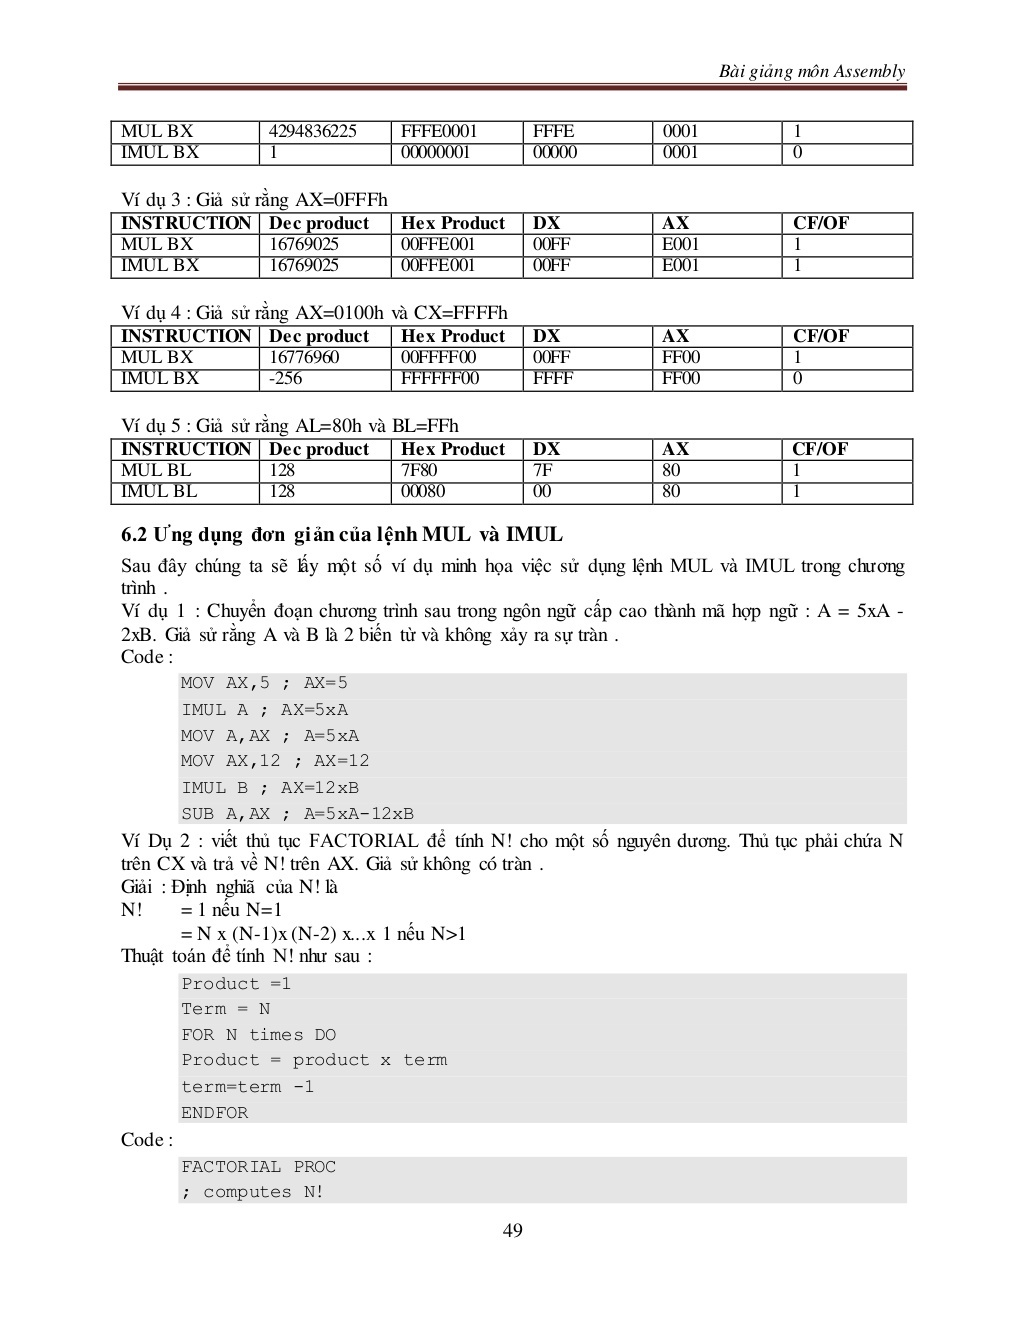 Bài giảng môn Assembly
MUL BX 4294836225 FFFE0001 FFFE 0001 1
IMUL BX 1 00000001 00000 0001 0
Ví dụ 3 : Giả sử rằng AX=0FFFh
INSTRUCTION Dec product Hex Product DX AX CF/OF
MUL BX 16769025 00FFE001 00FF E001 1
IMUL BX 16769025 00FFE001 00FF E001 1
Ví dụ 4 : Giả sử rằng AX=0100h và CX=FFFFh
INSTRUCTION Dec product Hex Product DX AX CF/OF
MUL BX 16776960 00FFFF00 00FF FF00 1
IMUL BX -256 FFFFFF00 FFFF FF00 0
Ví dụ 5 : Giả sử rằng AL=80h và BL=FFh
INSTRUCTION Dec product Hex Product DX AX CF/OF
MUL BL 128 7F80 7F 80 1
IMUL BL 128 00080 00 80 1
6.2 Ưng dụng đơn giản của lệnh MUL và IMUL
Sau đây chúng ta sẽ lấy một số ví dụ minh họa việc sử dụng lệnh MUL và IMUL trong chương
trình .
Ví dụ 1 : Chuyển đoạn chương trình sau trong ngôn ngữ cấp cao thành mã hợp ngữ : A = 5xA -
2xB. Giả sử rằng A và B là 2 biến từ và không xảy ra sự tràn .
Code :
MOV AX,5 ; AX=5
IMUL A ; AX=5xA
MOV A,AX ; A=5xA
MOV AX,12 ; AX=12
IMUL B ; AX=12xB
SUB A,AX ; A=5xA-12xB
Ví Dụ 2 : viết thủ tục FACTORIAL để tính N! cho một số nguyên dương. Thủ tục phải chứa N
trên CX và trả về N! trên AX. Giả sử không có tràn .
Giải : Định nghiã của N! là
N! = 1 nếu N=1
= N x (N-1)x (N-2) x...x 1 nếu N>1
Thuật toán để tính N! như sau :
Product =1
Term = N
FOR N times DO
Product = product x term
term=term -1
ENDFOR
Code :
FACTORIAL PROC
; computes N!
49